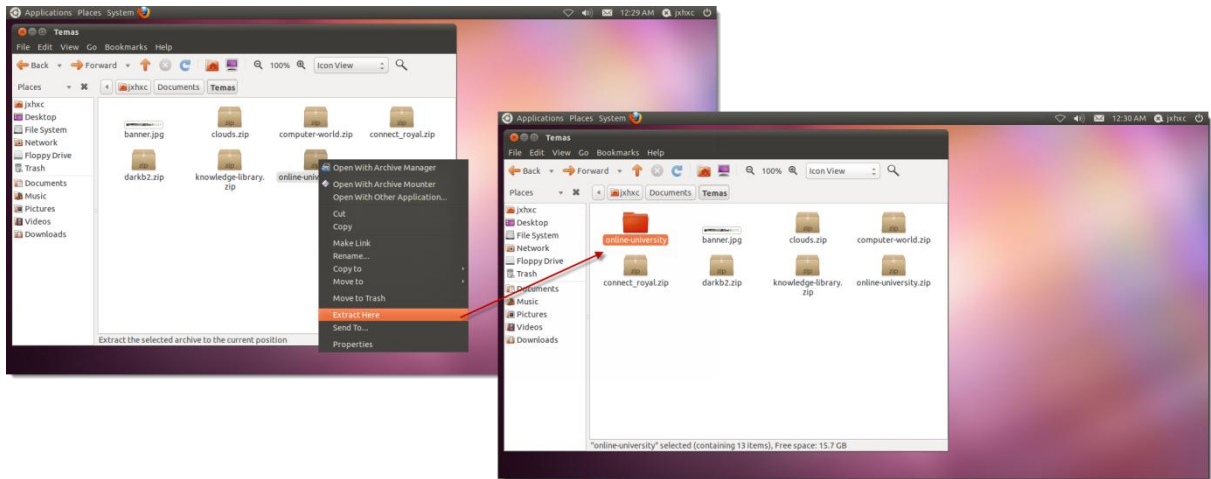 Applications Places System
12:29 AM jxhxc
Temas
File Edit View Go Bookmarks Help
Back Forward 100% Icon View
Places jxhxc Documents Temas
jxhxc
Desktop
File System
Network
Floppy Drive
Trash
Documents
Music
Pictures
Videos
Downloads
banner.jpg
clouds.zip
computer-world.zip
connect_royal.zip
darkb2.zip
knowledge-library.
zip
Open With Archive Manager
Open With Archive Mounter
Open With Other Application...
Cut
Copy
Make Link
Rename...
Copy to
Move to
Move to Trash
Extract Here
Send To...
Properties
Extract the selected archive to the current position
Applications Places System
12:30 AM jxhxc
Temas
File Edit View Go Bookmarks Help
Back Forward 100% Icon View
Places jxhxc Documents Temas
jxhxc
Desktop
File System
Network
Floppy Drive
Trash
Documents
Music
Pictures
Videos
Downloads
online-university
banner.jpg
clouds.zip
computer-world.zip
connect_royal.zip
darkb2.zip
knowledge-library.
zip
online-university.zip
"online-university" selected (containing 13 items), Free space: 15.7 GB